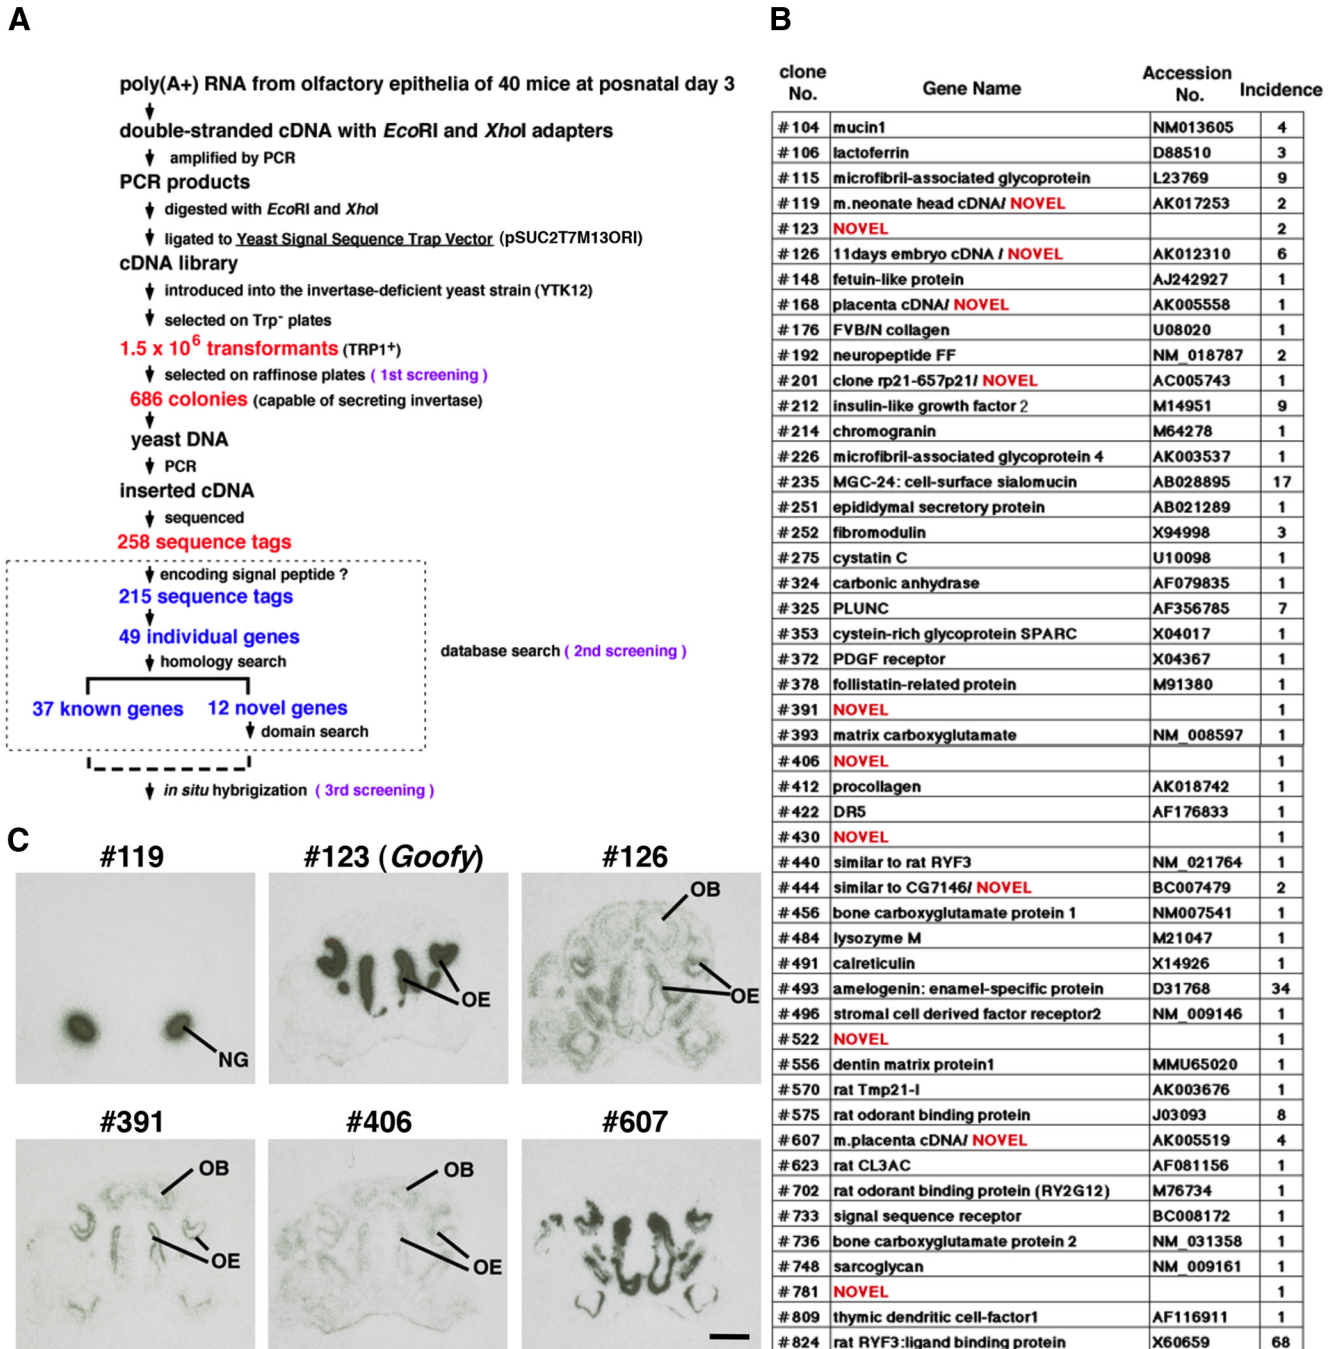 A
poly(A+) RNA from olfactory epithelia of 40 mice at posnatal day 3
double-stranded cDNA with EcoRI and XhoI adapters
amplified by PCR
PCR products
digested with EcoRI and XhoI
ligated to Yeast Signal Sequence Trap Vector (pSUC2T7M13ORI)
cDNA library
introduced into the invertase-deficient yeast strain (YTK12)
selected on Trp- plates
1.5 x 10^6 transformants (TRP1+)
selected on raffinose plates ( 1st screening )
686 colonies (capable of secreting invertase)
yeast DNA
PCR
inserted cDNA
sequenced
258 sequence tags
encoding signal peptide ?
215 sequence tags
49 individual genes
homology search
database search ( 2nd screening )
37 known genes 12 novel genes
domain search
in situ hybrigization ( 3rd screening )
B
clone No. Gene Name Accession No. Incidence
#104 mucin1 NM013605 4
#106 lactoferrin D88510 3
#115 microfibril-associated glycoprotein L23769 9
#119 m.neonate head cDNA/ NOVEL AK017253 2
#123 NOVEL 2
#126 11days embryo cDNA / NOVEL AK012310 6
#148 fetuin-like protein AJ242927 1
#168 placenta cDNA/ NOVEL AK005558 1
#176 FVB/N collagen U08020 1
#192 neuropeptide FF NM_018787 2
#201 clone rp21-657p21/ NOVEL AC005743 1
#212 insulin-like growth factor 2 M14951 9
#214 chromogranin M64278 1
#226 microfibril-associated glycoprotein 4 AK003537 1
#235 MGC-24: cell-surface sialomucin AB028895 17
#251 epididymal secretory protein AB021289 1
#252 fibromodulin X94998 3
#275 cystatin C U10098 1
#324 carbonic anhydrase AF079835 1
#325 PLUNC AF356785 7
#353 cystein-rich glycoprotein SPARC X04017 1
#372 PDGF receptor X04367 1
#378 follistatin-related protein M91380 1
#391 NOVEL 1
#393 matrix carboxyglutamate NM_008597 1
#406 NOVEL 1
#412 procollagen AK018742 1
#422 DR5 AF176833 1
#430 NOVEL 1
#440 similar to rat RYF3 NM_021764 1
#444 similar to CG7146/ NOVEL BC007479 2
#456 bone carboxyglutamate protein 1 NM007541 1
#484 lysozyme M M21047 1
#491 calreticulin X14926 1
#493 amelogenin: enamel-specific protein D31768 34
#496 stromal cell derived factor receptor2 NM_009146 1
#522 NOVEL 1
#556 dentin matrix protein1 MMU65020 1
#570 rat Tmp21-I AK003676 1
#575 rat odorant binding protein J03093 8
#607 m.placenta cDNA/ NOVEL AK005519 4
#623 rat CL3AC AF081156 1
#702 rat odorant binding protein (RY2G12) M76734 1
#733 signal sequence receptor BC008172 1
#736 bone carboxyglutamate protein 2 NM_031358 1
#748 sarcoglycan NM_009161 1
#781 NOVEL 1
#809 thymic dendritic cell-factor1 AF116911 1
#824 rat RYF3:ligand binding protein X60659 68
C
#119 #123 (Goofy) #126
NG
OE
OB
OE
#391 #406 #607
OB
OE
OB
OE